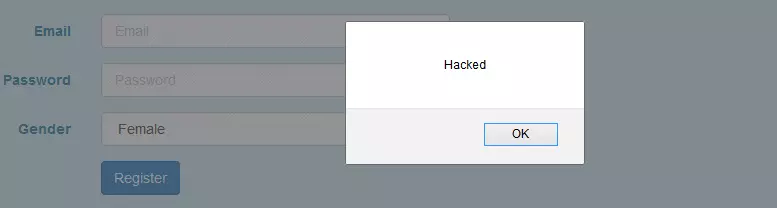 Email Email
Password Password
Gender Female
Register
Hacked
OK